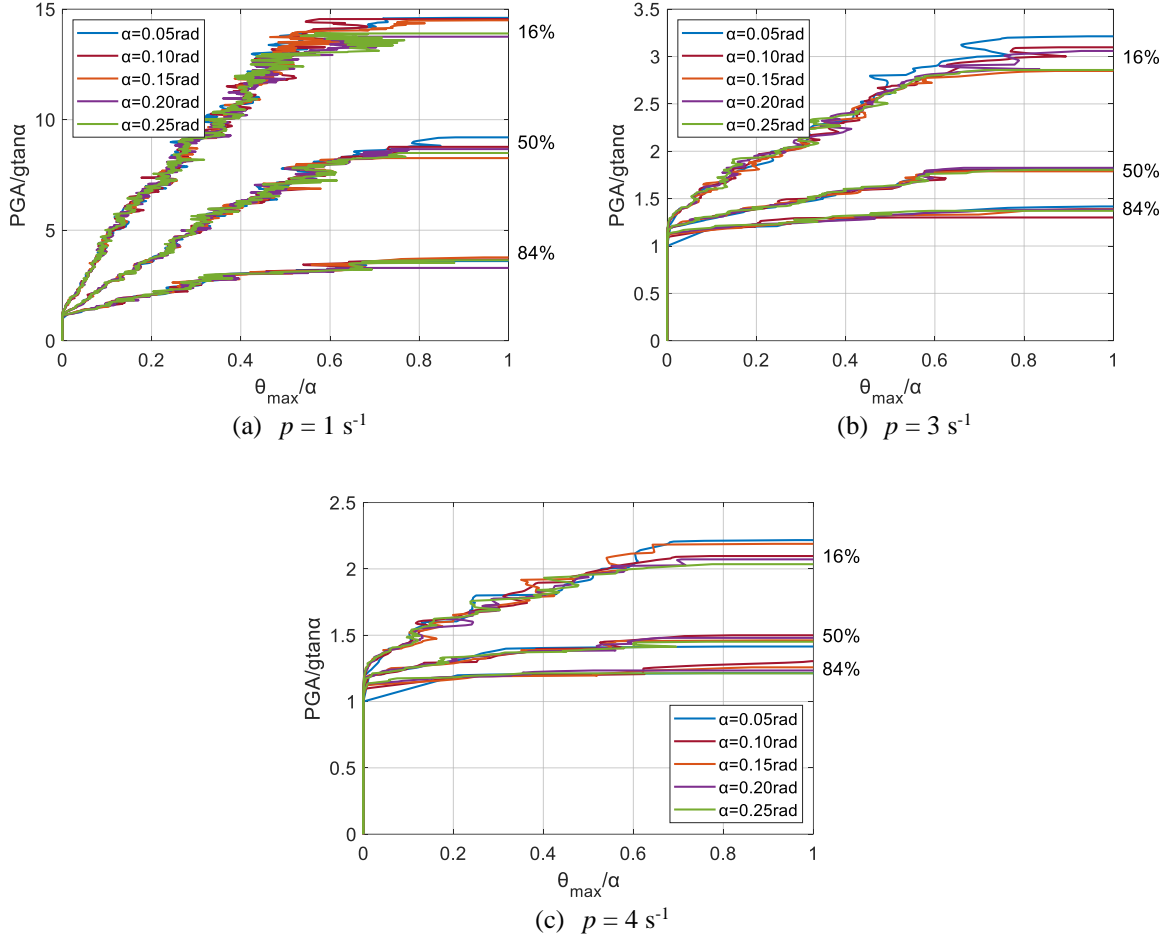 15
10
5
0
PGA/gtanα
α=0.05rad
α=0.10rad
α=0.15rad
α=0.20rad
α=0.25rad
16%
50%
84%
0 0.2 0.4 0.6 0.8 1
θmax/α
(a) p = 1 s-1
3.5
3
2.5
2
1.5
1
0.5
0
PGA/gtanα
α=0.05rad
α=0.10rad
α=0.15rad
α=0.20rad
α=0.25rad
16%
50%
84%
0 0.2 0.4 0.6 0.8 1
θmax/α
(b) p = 3 s-1
2.5
2
1.5
1
0.5
0
PGA/gtanα
16%
50%
84%
α=0.05rad
α=0.10rad
α=0.15rad
α=0.20rad
α=0.25rad
0 0.2 0.4 0.6 0.8 1
θmax/α
(c) p = 4 s-1